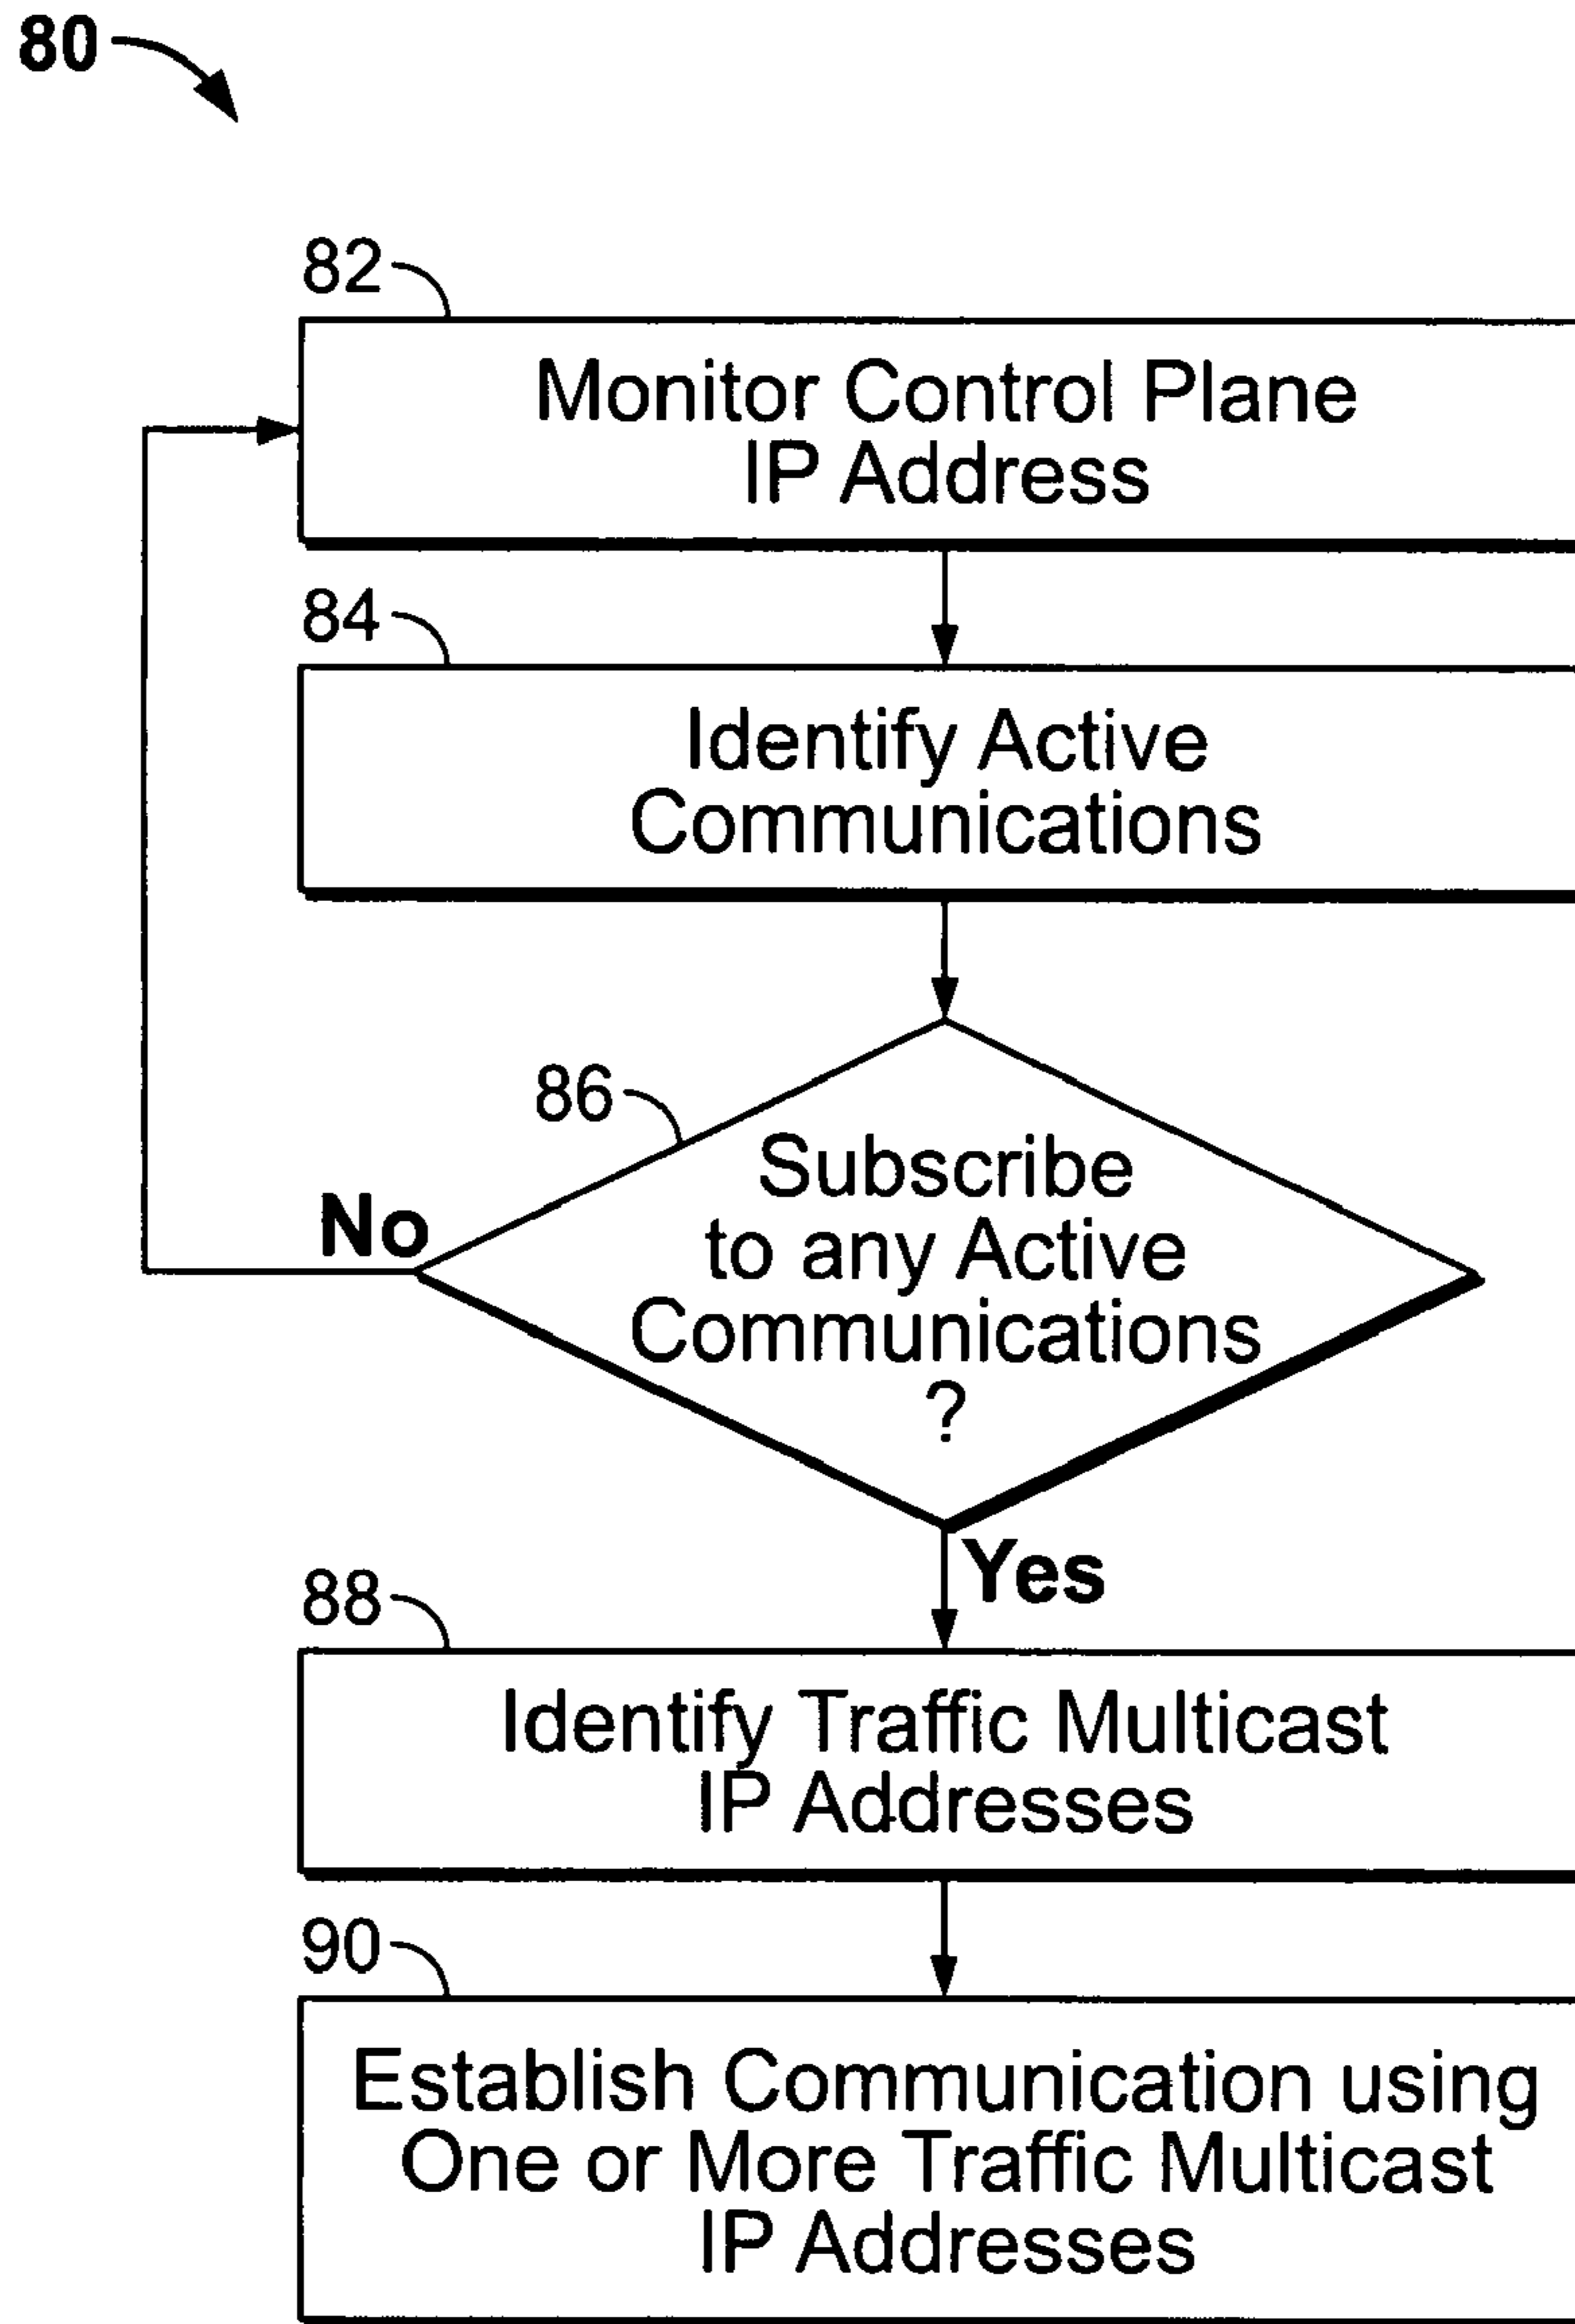 80
82
Monitor Control Plane
IP Address
84
Identify Active
Communications
86
Subscribe
to any Active
Communications
?
No
Yes
88
Identify Traffic Multicast
IP Addresses
90
Establish Communication using
One or More Traffic Multicast
IP Addresses